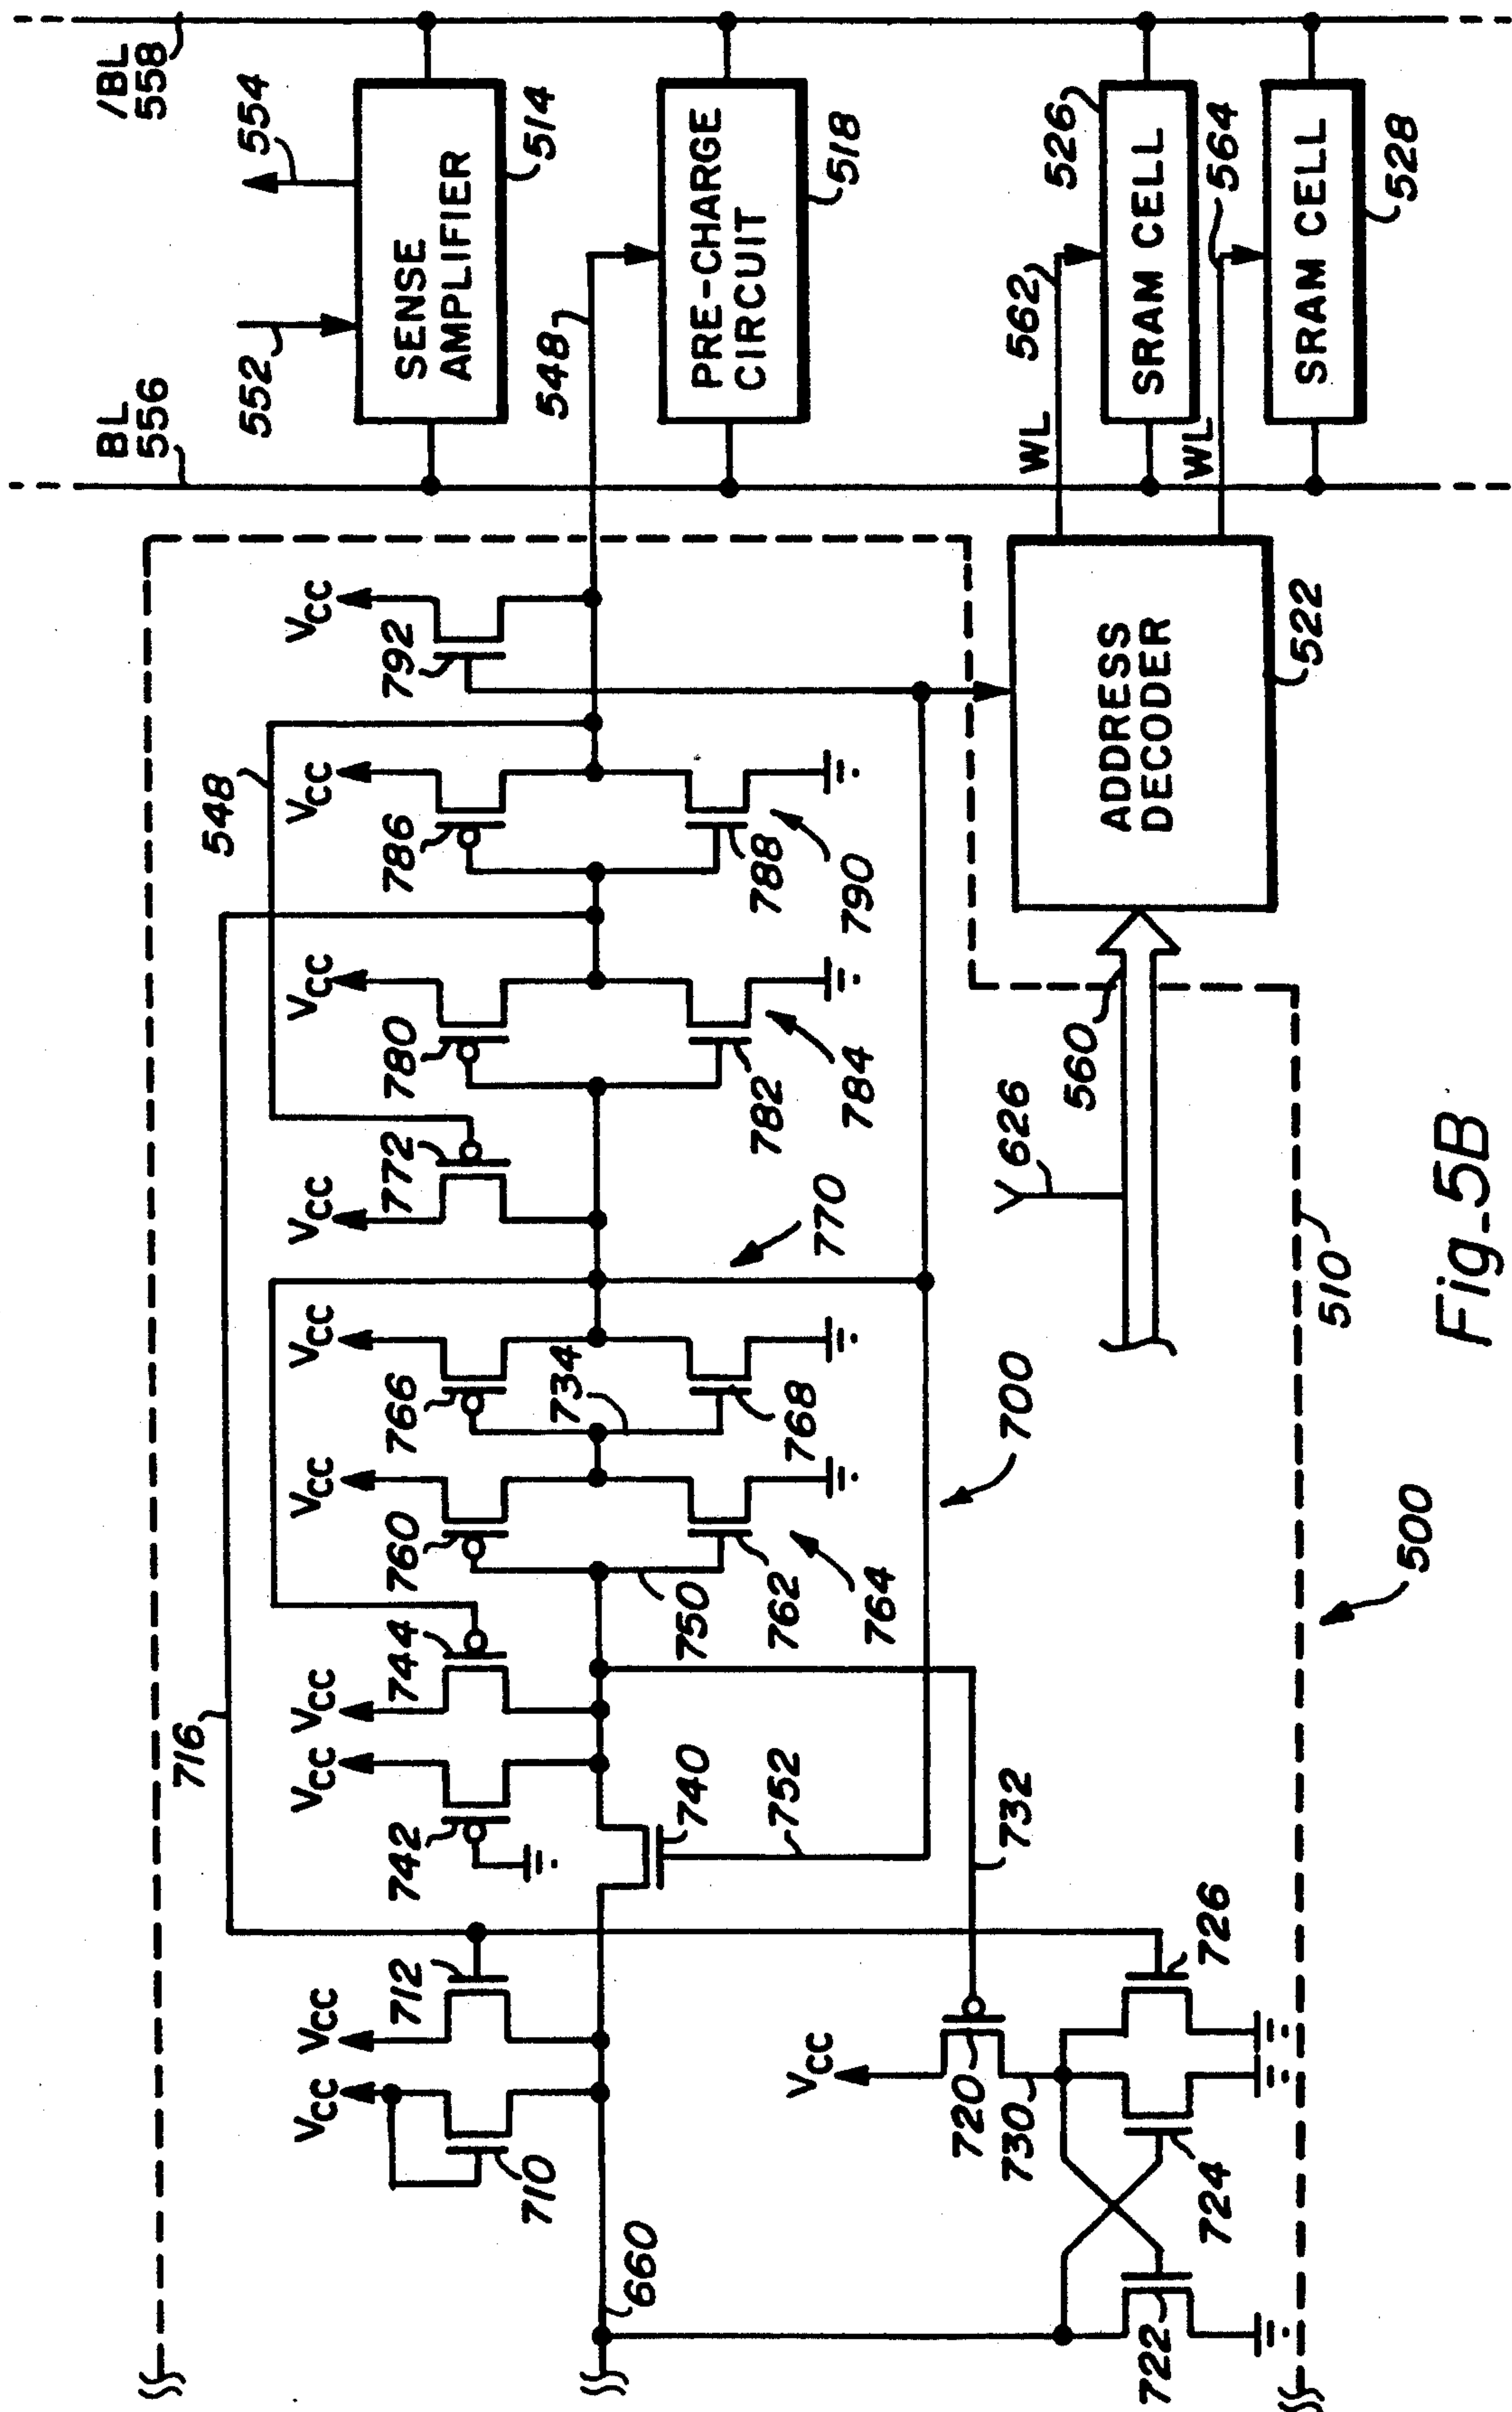 BL
556
/BL
558
716
548
552
554
VCC
VCC
VCC
VCC
VCC
VCC
VCC
VCC
VCC
VCC
712
742
744
760
766
772
780
786
792
SENSE
AMPLIFIER
514
710
734
548
660
740
750
PRE-CHARGE
CIRCUIT
518
VCC
752
762
768
782
788
770
764
784
790
720
730
732
700
626
560
ADDRESS
DECODER
522
WL
562
526
SRAM CELL
722
724
726
WL
564
SRAM CELL
528
510
500
Fig_5B